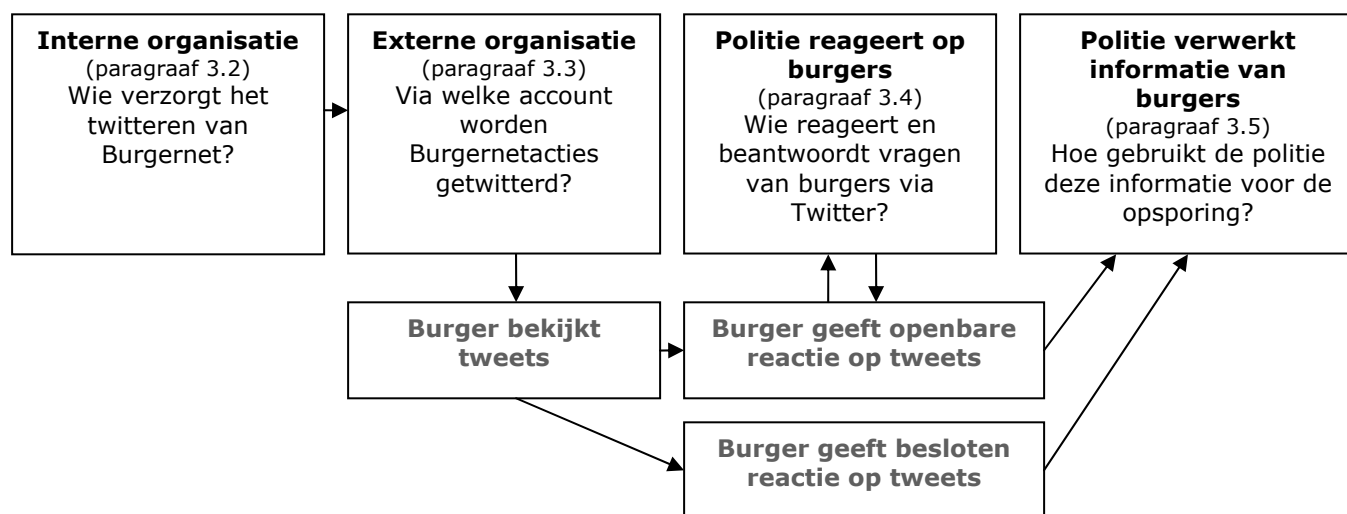 Interne organisatie
(paragraaf 3.2)
Wie verzorgt het
twitteren van
Burgernet?
Externe organisatie
(paragraaf 3.3)
Via welke account
worden
Burgernetacties
getwitterd?
Politie reageert op
burgers
(paragraaf 3.4)
Wie reageert en
beantwoordt vragen
van burgers via
Twitter?
Politie verwerkt
informatie van
burgers
(paragraaf 3.5)
Hoe gebruikt de politie
deze informatie voor de
opsporing?
Burger bekijkt
tweets
Burger geeft openbare
reactie op tweets
Burger geeft besloten
reactie op tweets